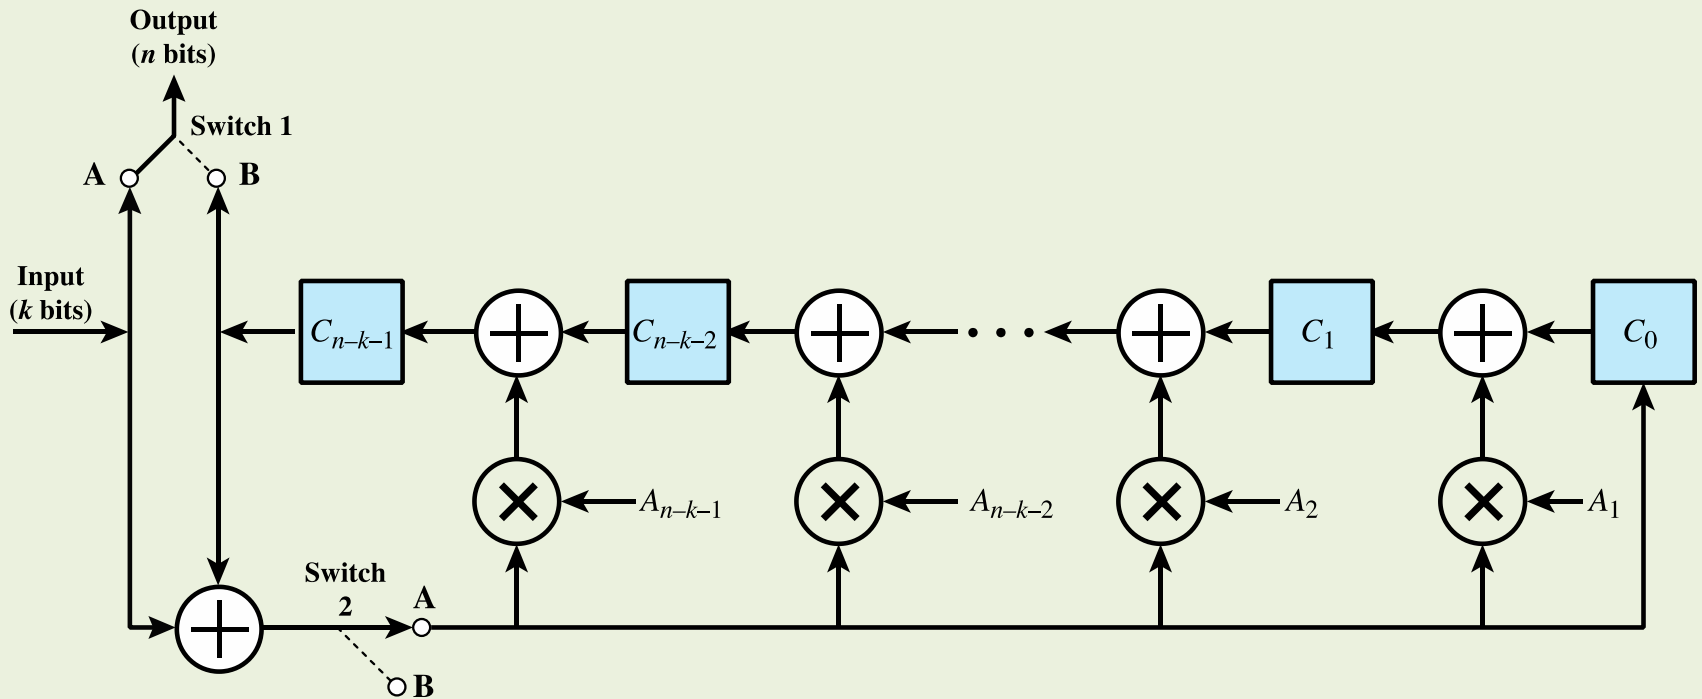 Output
(n bits)
Switch 1
A
B
Input
(k bits)
Cn–k–1
Cn–k–2
C1
C0
An–k–1
An–k–2
A2
A1
Switch
2
A
B